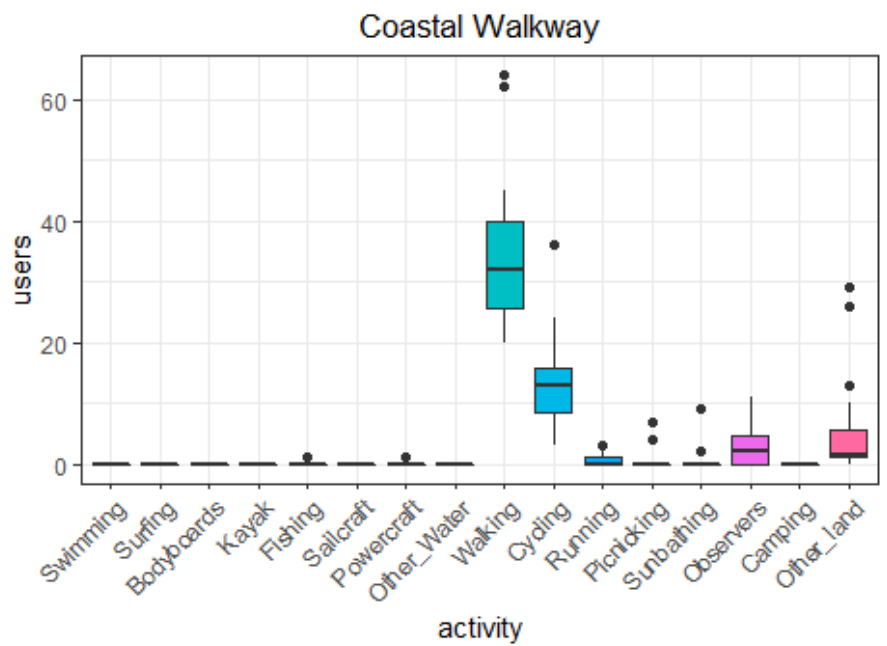 Coastal Walkway
users
60
40
20
0
Swimming
Surfing
Bodyboards
Kayak
Fishing
Sailcraft
Powercraft
Other_Water
Walking
Cycling
Running
Picnicking
Sunbathing
Observers
Camping
Other_land
activity